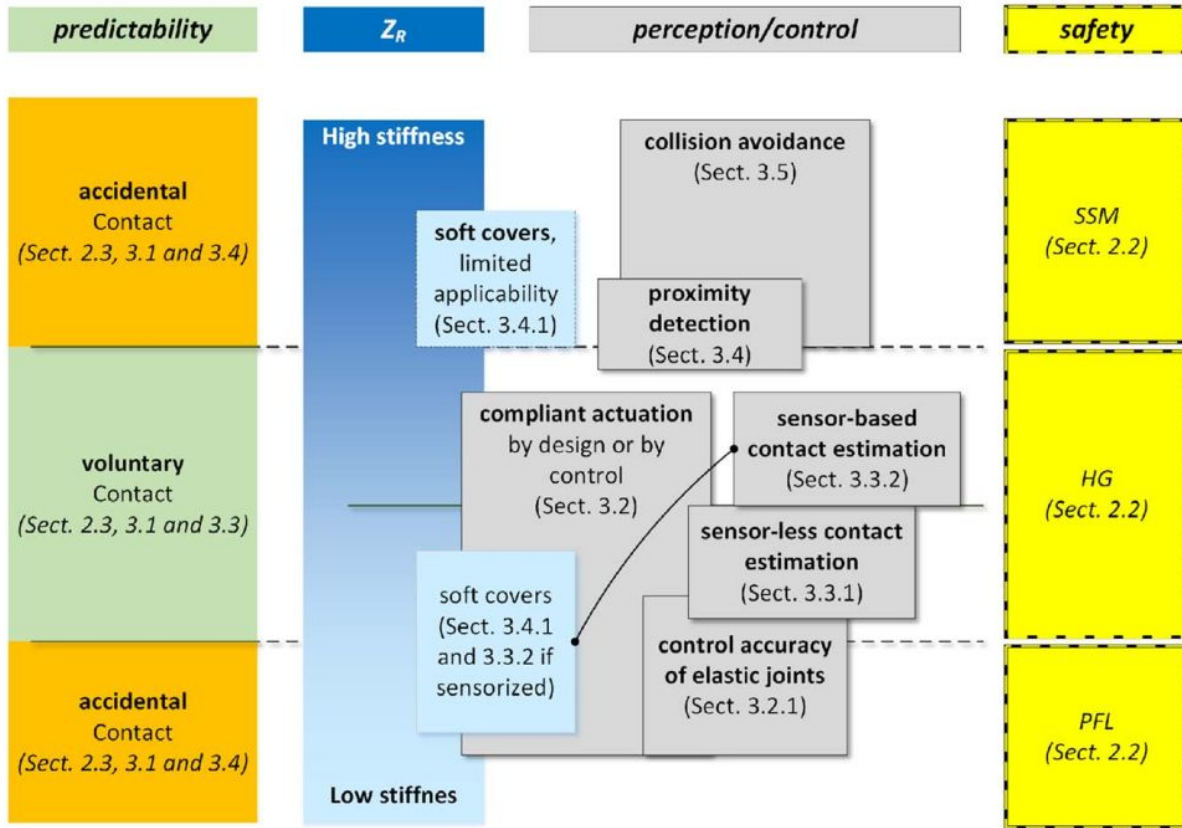 predictability
Z_R
perception/control
safety
accidental
Contact
(Sect. 2.3, 3.1 and 3.4)
voluntary
Contact
(Sect. 2.3, 3.1 and 3.3)
accidental
Contact
(Sect. 2.3, 3.1 and 3.4)
High stiffness
Low stiffnes
soft covers,
limited
applicability
(Sect. 3.4.1)
collision avoidance
(Sect. 3.5)
proximity
detection
(Sect. 3.4)
compliant actuation
by design or by
control
(Sect. 3.2)
sensor-based
contact estimation
(Sect. 3.3.2)
sensor-less contact
estimation
(Sect. 3.3.1)
soft covers
(Sect. 3.4.1
and 3.3.2 if
sensorized)
control accuracy
of elastic joints
(Sect. 3.2.1)
SSM
(Sect. 2.2)
HG
(Sect. 2.2)
PFL
(Sect. 2.2)